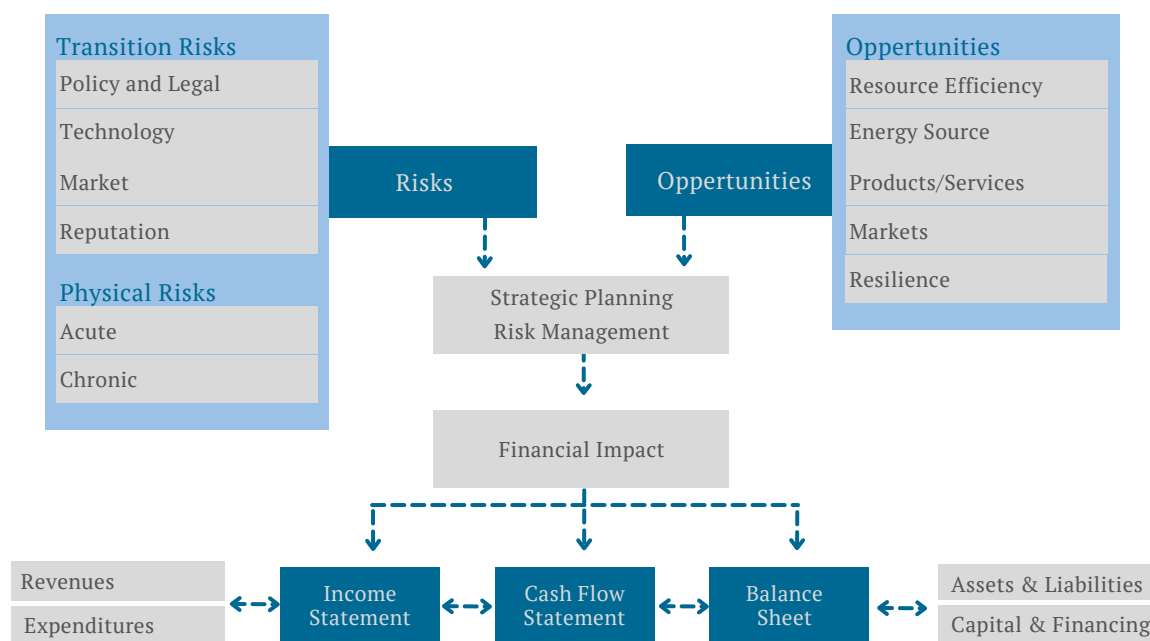 Transition Risks
Policy and Legal
Technology
Market
Reputation
Physical Risks
Acute
Chronic
Risks
Oppertunities
Oppertunities
Resource Efficiency
Energy Source
Products/Services
Markets
Resilience
Strategic Planning
Risk Management
Financial Impact
Revenues
Expenditures
Income
Statement
Cash Flow
Statement
Balance
Sheet
Assets & Liabilities
Capital & Financing